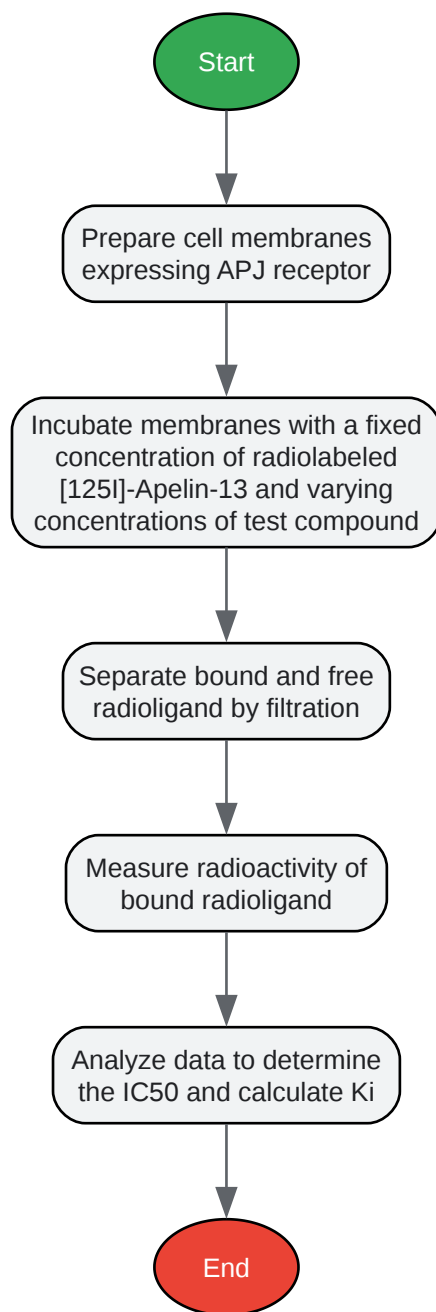 Start
Prepare cell membranes
expressing APJ receptor
Incubate membranes with a fixed
concentration of radiolabeled
[125I]-Apelin-13 and varying
concentrations of test compound
Separate bound and free
radioligand by filtration
Measure radioactivity of
bound radioligand
Analyze data to determine
the IC50 and calculate Ki
End